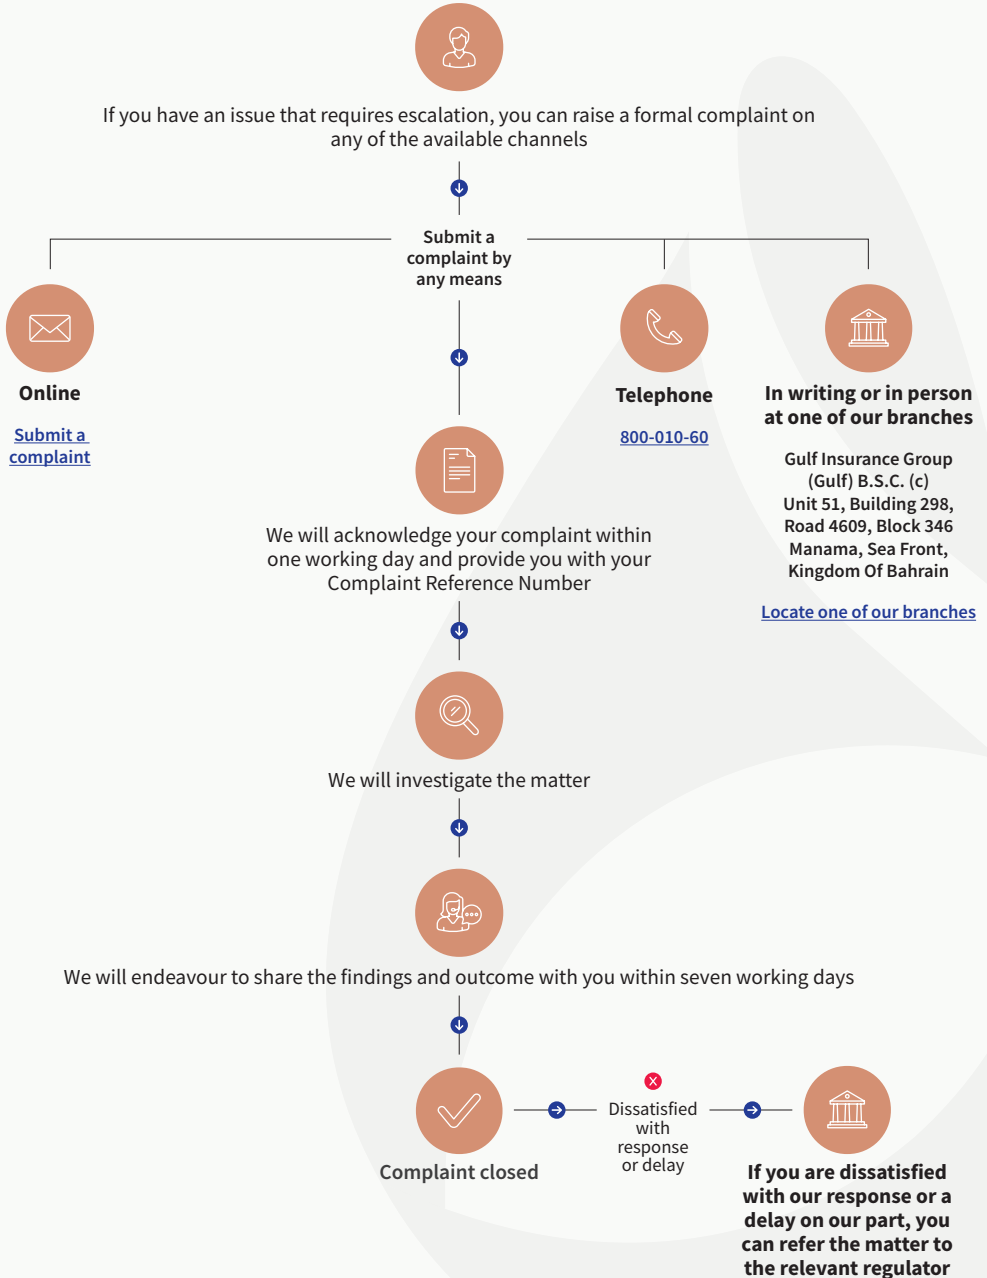 If you have an issue that requires escalation, you can raise a formal complaint on
any of the available channels
Submit a
complaint by
any means
Online
Submit a
complaint
Telephone
800-010-60
In writing or in person
at one of our branches
Gulf Insurance Group
(Gulf) B.S.C. (c)
Unit 51, Building 298,
Road 4609, Block 346
Manama, Sea Front,
Kingdom Of Bahrain
Locate one of our branches
We will acknowledge your complaint within
one working day and provide you with your
Complaint Reference Number
We will investigate the matter
We will endeavour to share the findings and outcome with you within seven working days
Complaint closed
Dissatisfied
with
response
or delay
If you are dissatisfied
with our response or a
delay on our part, you
can refer the matter to
the relevant regulator